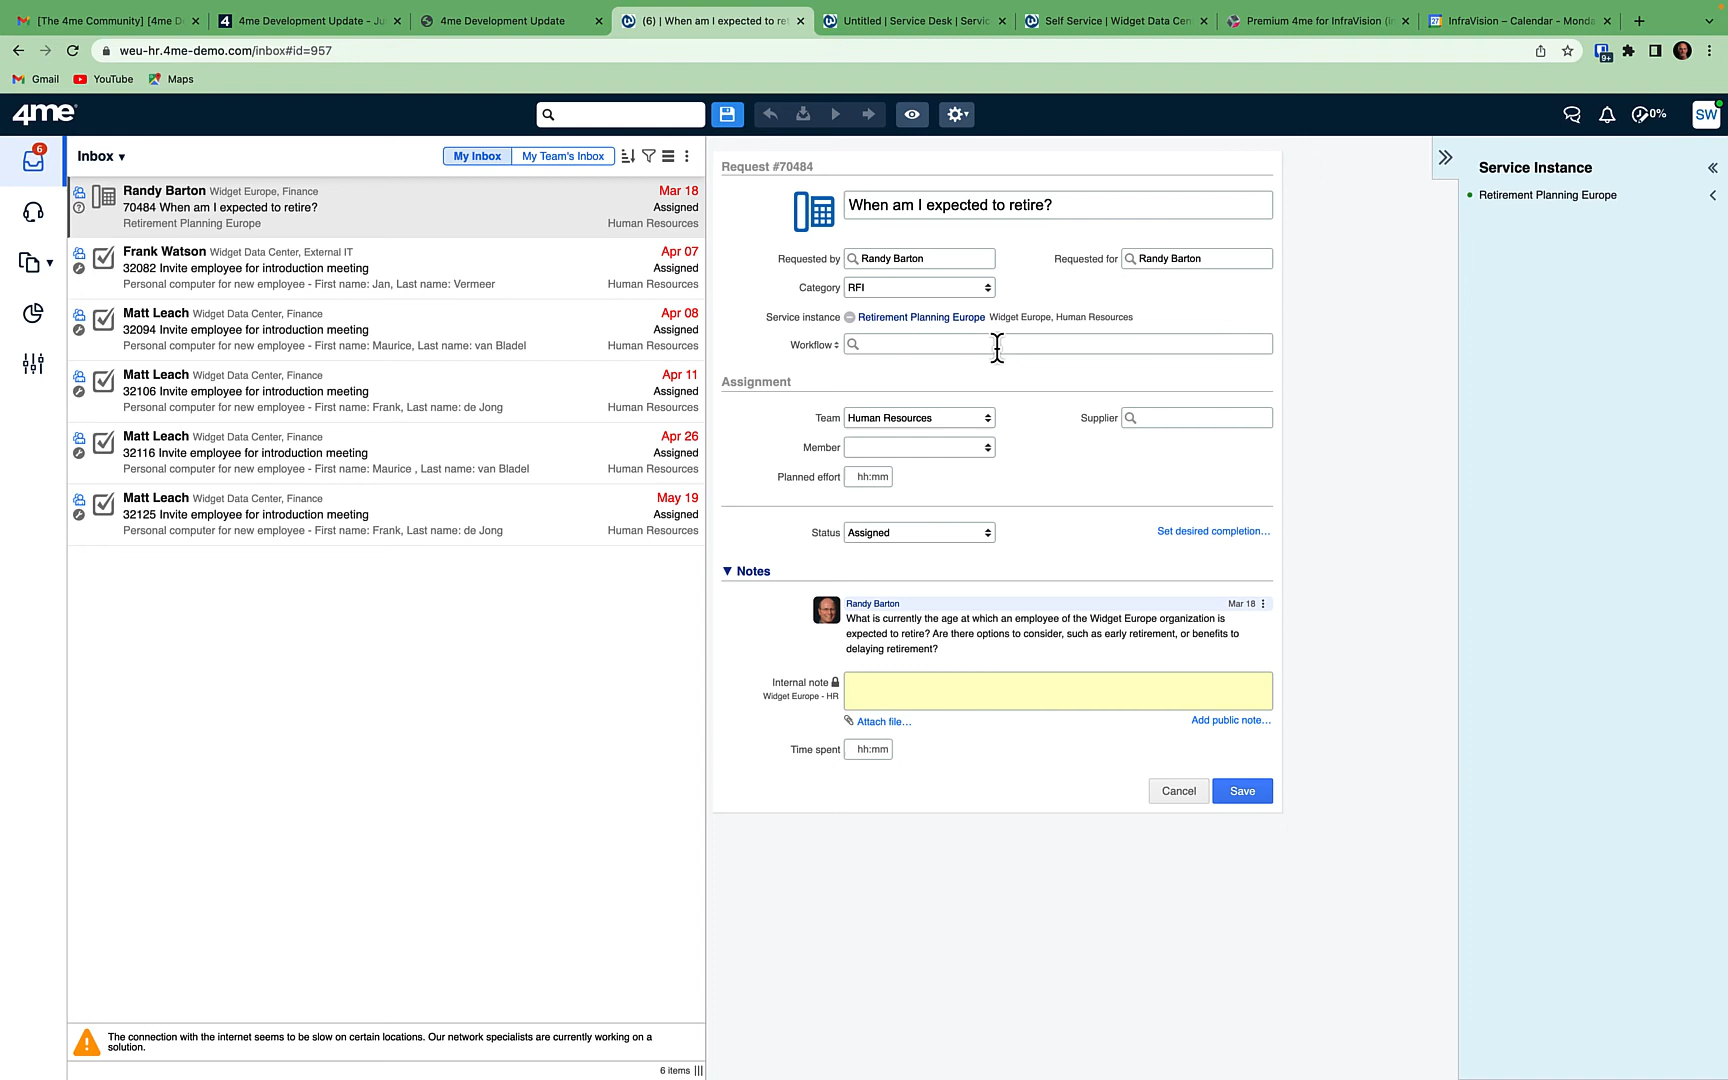 [The 4me Community] [4me D
4me Development Update - Ju
4me Development Update
(6) | When am I expected to re
Untitled | Service Desk | Servic
Self Service | Widget Data Cen
Premium 4me for InfraVision (in
InfraVision – Calendar - Monda
weu-hr.4me-demo.com/inbox#id=957
9+
Gmail
YouTube
Maps
4me
0%
SW
6
Inbox
My Inbox
My Team's Inbox
Randy Barton Widget Europe, Finance Mar 18
70484 When am I expected to retire? Assigned
Retirement Planning Europe Human Resources
Frank Watson Widget Data Center, External IT Apr 07
32082 Invite employee for introduction meeting Assigned
Personal computer for new employee - First name: Jan, Last name: Vermeer Human Resources
Matt Leach Widget Data Center, Finance Apr 08
32094 Invite employee for introduction meeting Assigned
Personal computer for new employee - First name: Maurice, Last name: van Bladel Human Resources
Matt Leach Widget Data Center, Finance Apr 11
32106 Invite employee for introduction meeting Assigned
Personal computer for new employee - First name: Frank, Last name: de Jong Human Resources
Matt Leach Widget Data Center, Finance Apr 26
32116 Invite employee for introduction meeting Assigned
Personal computer for new employee - First name: Maurice , Last name: van Bladel Human Resources
Matt Leach Widget Data Center, Finance May 19
32125 Invite employee for introduction meeting Assigned
Personal computer for new employee - First name: Frank, Last name: de Jong Human Resources
The connection with the internet seems to be slow on certain locations. Our network specialists are currently working on a
solution.
6 items
Request #70484
When am I expected to retire?
Requested by Randy Barton Requested for Randy Barton
Category RFI
Service instance Retirement Planning Europe Widget Europe, Human Resources
Workflow
Assignment
Team Human Resources Supplier
Member
Planned effort hh:mm
Status Assigned Set desired completion…
Notes
Randy Barton Mar 18
What is currently the age at which an employee of the Widget Europe organization is
expected to retire? Are there options to consider, such as early retirement, or benefits to
delaying retirement?
Internal note
Widget Europe - HR
Attach file… Add public note…
Time spent hh:mm
Cancel Save
Service Instance
Retirement Planning Europe